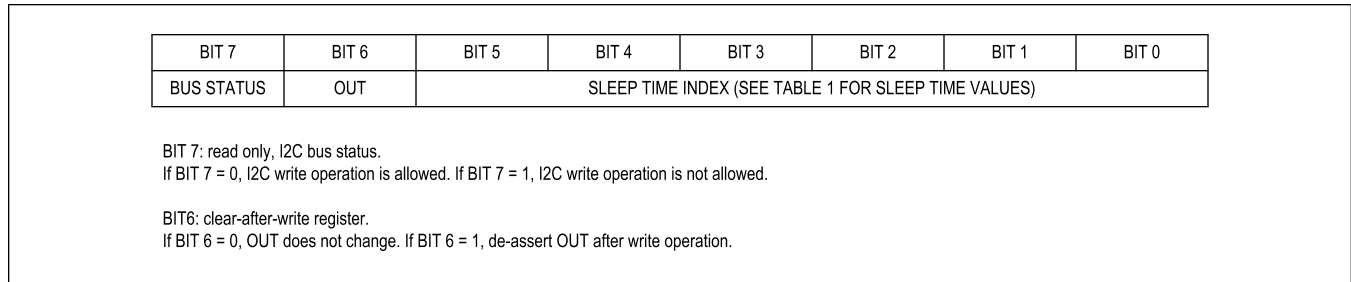 BIT 7 BIT 6 BIT 5 BIT 4 BIT 3 BIT 2 BIT 1 BIT 0
BUS STATUS OUT SLEEP TIME INDEX (SEE TABLE 1 FOR SLEEP TIME VALUES)
BIT 7: read only, I2C bus status.
If BIT 7 = 0, I2C write operation is allowed. If BIT 7 = 1, I2C write operation is not allowed.
BIT6: clear-after-write register.
If BIT 6 = 0, OUT does not change. If BIT 6 = 1, de-assert OUT after write operation.